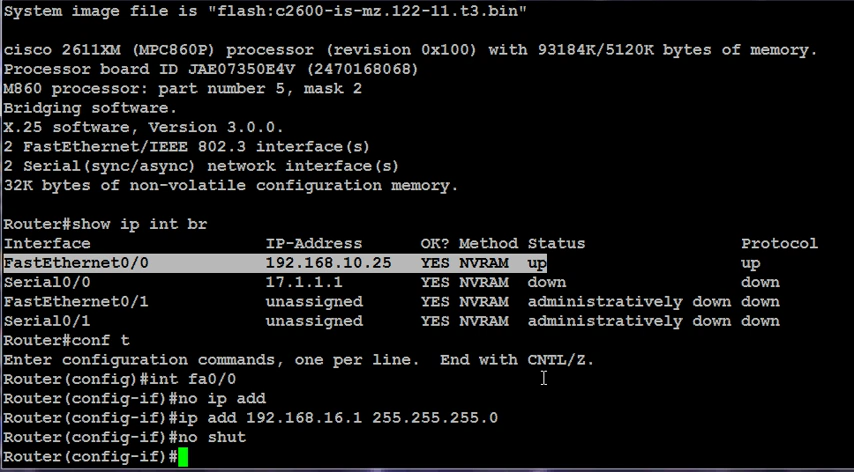 System image file is "flash:c2600-is-mz.122-11.t3.bin"
cisco 2611XM (MPC860P) processor (revision 0x100) with 93184K/5120K bytes of memory.
Processor board ID JAE07350E4V (2470168068)
M860 processor: part number 5, mask 2
Bridging software.
X.25 software, Version 3.0.0.
2 FastEthernet/IEEE 802.3 interface(s)
2 Serial(sync/async) network interface(s)
32K bytes of non-volatile configuration memory.
Router#show ip int br
Interface IP-Address OK? Method Status Protocol
FastEthernet0/0 192.168.10.25 YES NVRAM up up
Serial0/0 17.1.1.1 YES NVRAM down down
FastEthernet0/1 unassigned YES NVRAM administratively down down
Serial0/1 unassigned YES NVRAM administratively down down
Router#conf t
Enter configuration commands, one per line. End with CNTL/Z.
Router(config)#int fa0/0
Router(config-if)#no ip add
Router(config-if)#ip add 192.168.16.1 255.255.255.0
Router(config-if)#no shut
Router(config-if)#